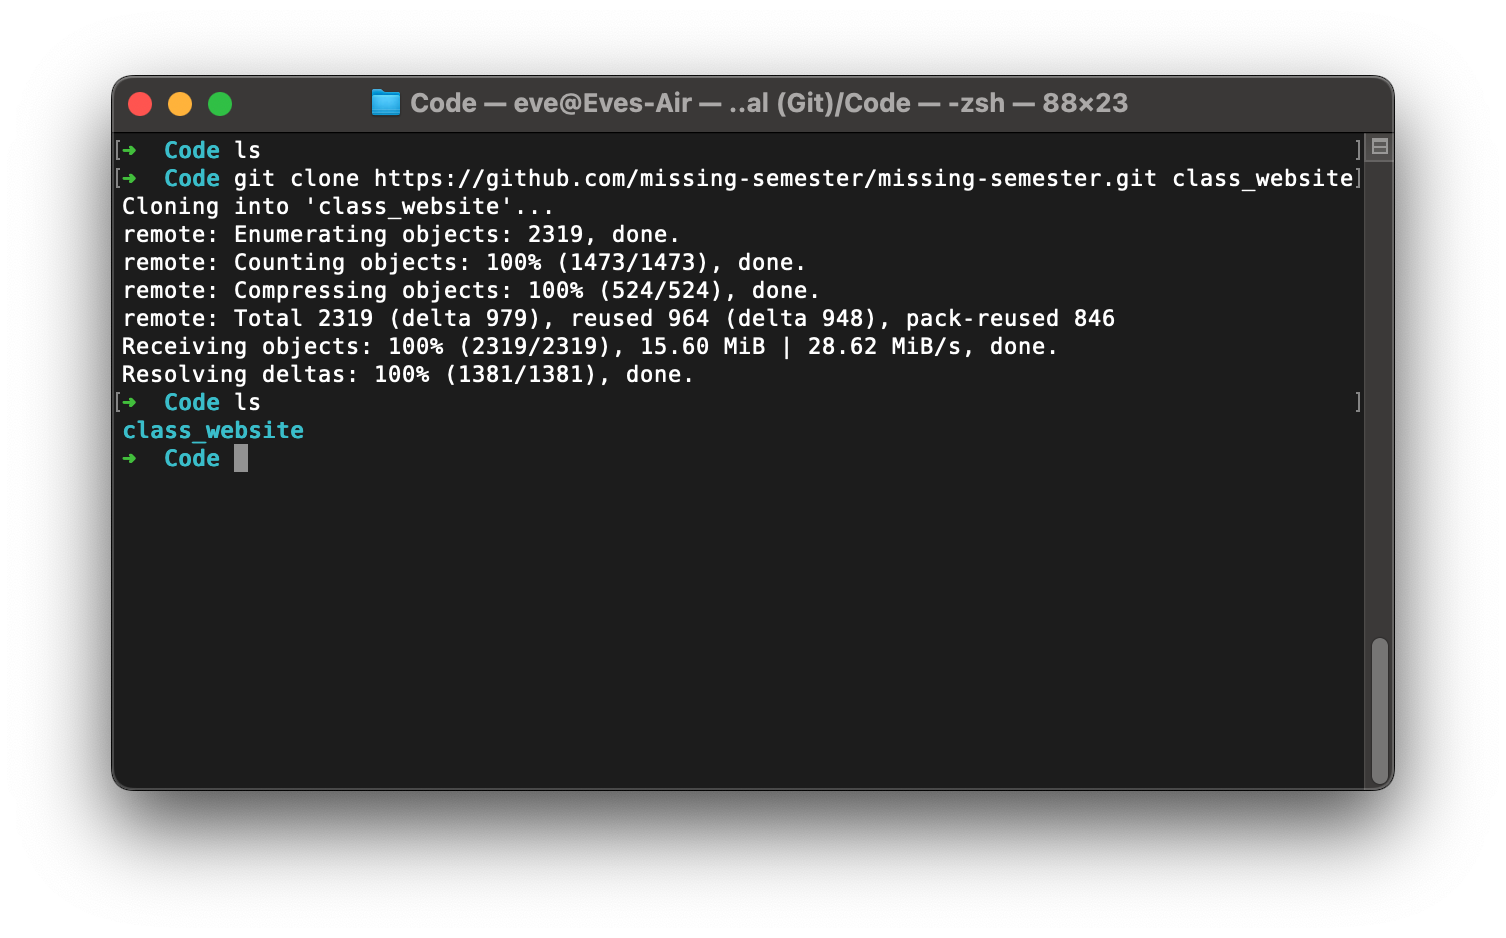 Code — eve@Eves-Air — ..al (Git)/Code — -zsh — 88×23
[➜  Code ls ]
[➜  Code git clone https://github.com/missing-semester/missing-semester.git class_website]
Cloning into 'class_website'...
remote: Enumerating objects: 2319, done.
remote: Counting objects: 100% (1473/1473), done.
remote: Compressing objects: 100% (524/524), done.
remote: Total 2319 (delta 979), reused 964 (delta 948), pack-reused 846
Receiving objects: 100% (2319/2319), 15.60 MiB | 28.62 MiB/s, done.
Resolving deltas: 100% (1381/1381), done.
[➜  Code ls ]
class_website
➜  Code